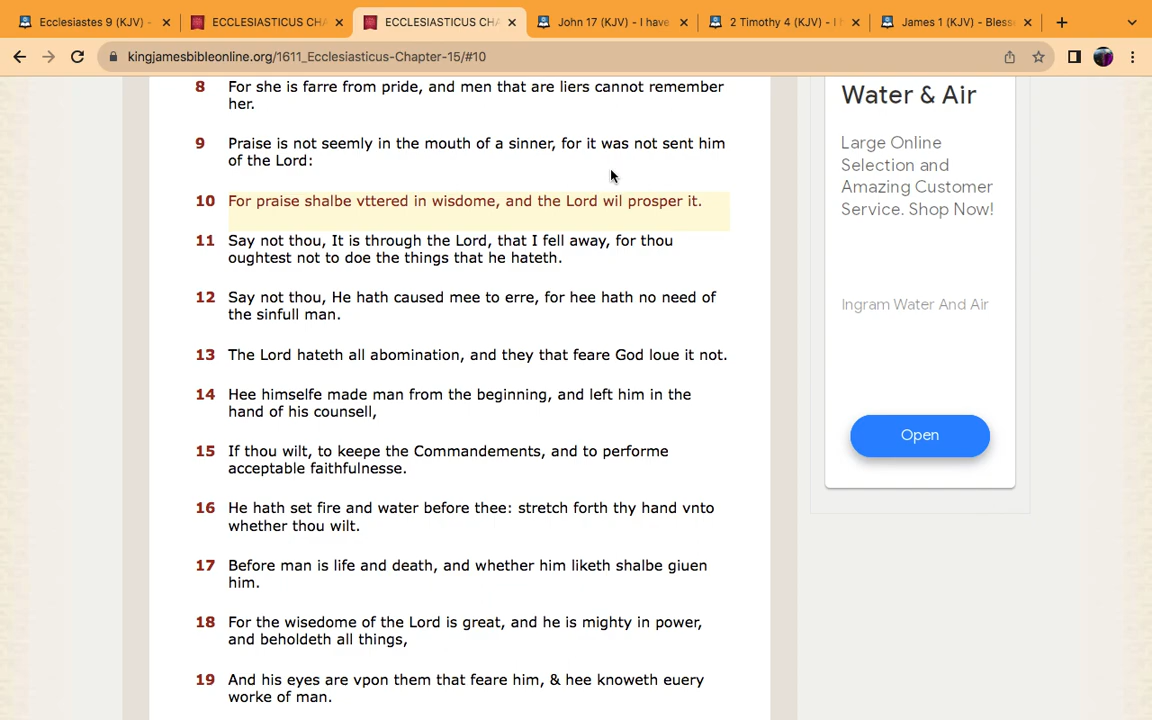 Ecclesiastes 9 (KJV) -
ECCLESIASTICUS CHA
ECCLESIASTICUS CHA
John 17 (KJV) - I have
2 Timothy 4 (KJV) - I
James 1 (KJV) - Bless
kingjamesbibleonline.org/1611_Ecclesiasticus-Chapter-15/#10
8 For she is farre from pride, and men that are liers cannot remember
her.
9 Praise is not seemly in the mouth of a sinner, for it was not sent him
of the Lord:
10 For praise shalbe vttered in wisdome, and the Lord wil prosper it.
11 Say not thou, It is through the Lord, that I fell away, for thou
oughtest not to doe the things that he hateth.
12 Say not thou, He hath caused mee to erre, for hee hath no need of
the sinfull man.
13 The Lord hateth all abomination, and they that feare God loue it not.
14 Hee himselfe made man from the beginning, and left him in the
hand of his counsell,
15 If thou wilt, to keepe the Commandements, and to performe
acceptable faithfulnesse.
16 He hath set fire and water before thee: stretch forth thy hand vnto
whether thou wilt.
17 Before man is life and death, and whether him liketh shalbe giuen
him.
18 For the wisedome of the Lord is great, and he is mighty in power,
and beholdeth all things,
19 And his eyes are vpon them that feare him, & hee knoweth euery
worke of man.
Water & Air
Large Online
Selection and
Amazing Customer
Service. Shop Now!
Ingram Water And Air
Open